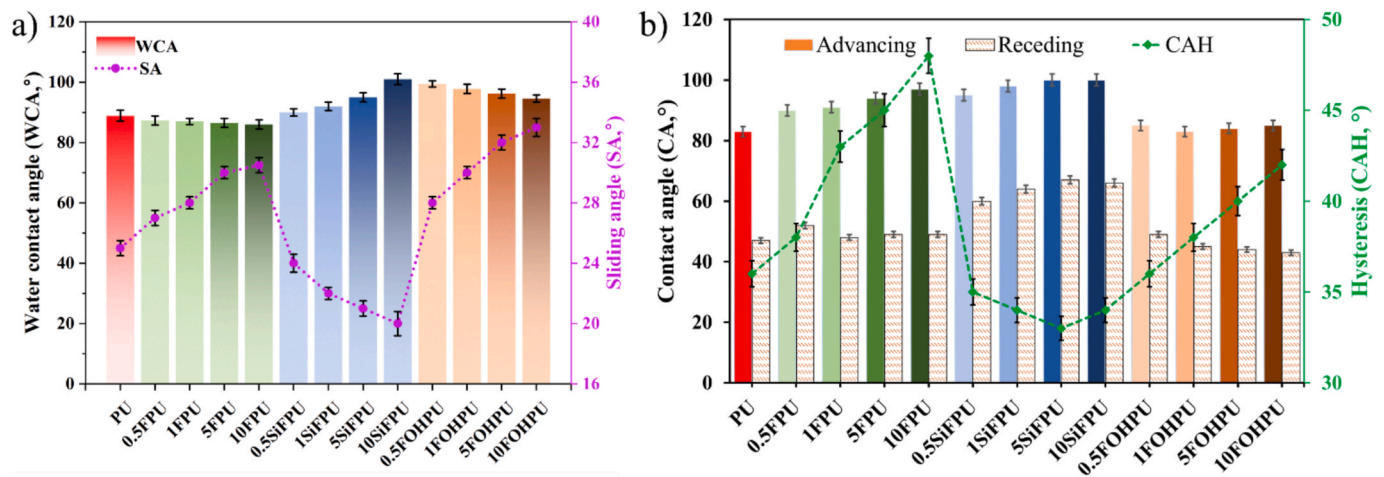 a)
WCA
SA
Water contact angle (WCA,°)
120
100
80
60
40
20
0
Sliding angle (SA,°)
40
36
32
28
24
20
16
PU
0.5FPU
1FPU
5FPU
10FPU
0.5SiFPU
1SiFPU
5SiFPU
10SiFPU
0.5FOHPU
1FOHPU
5FOHPU
10FOHPU
b)
Advancing
Receding
CAH
Contact angle (CA,°)
120
100
80
60
40
20
0
Hysteresis (CAH,°)
50
45
40
35
30
PU
0.5FPU
1FPU
5FPU
10FPU
0.5SiFPU
1SiFPU
5SiFPU
10SiFPU
0.5FOHPU
1FOHPU
5FOHPU
10FOHPU